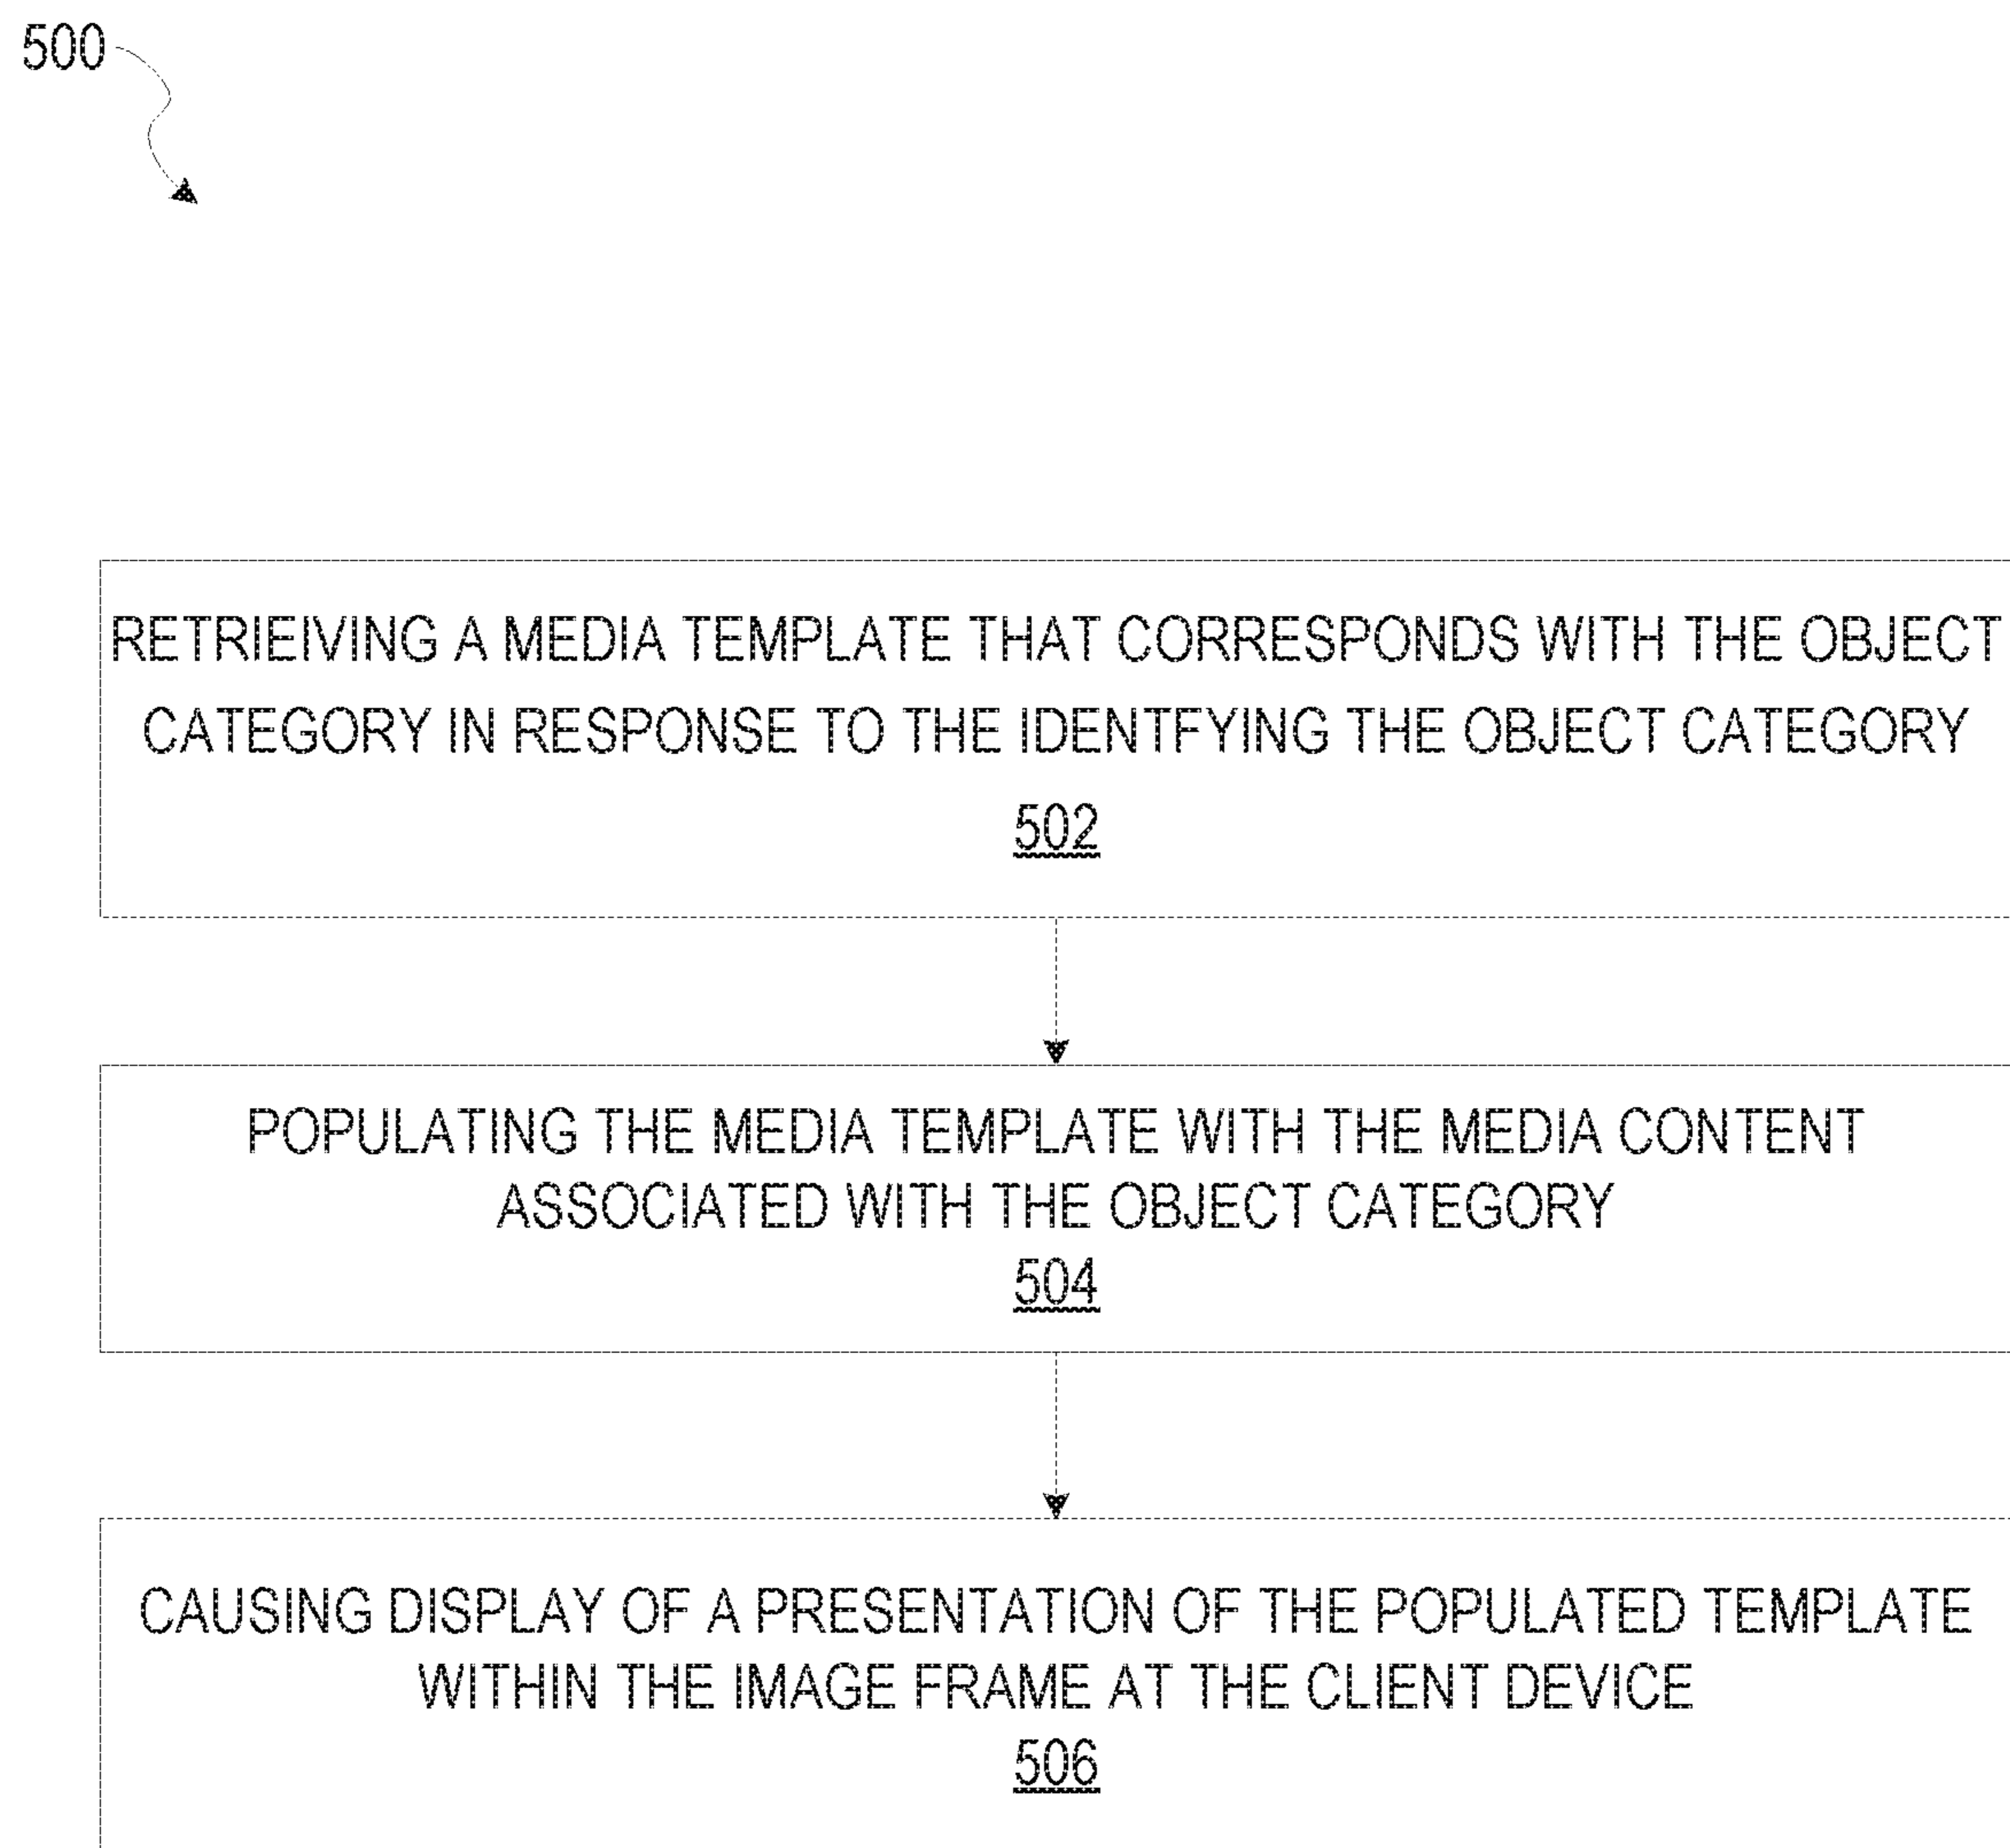 500
RETRIEIVING A MEDIA TEMPLATE THAT CORRESPONDS WITH THE OBJECT
CATEGORY IN RESPONSE TO THE IDENTFYING THE OBJECT CATEGORY
502
POPULATING THE MEDIA TEMPLATE WITH THE MEDIA CONTENT
ASSOCIATED WITH THE OBJECT CATEGORY
504
CAUSING DISPLAY OF A PRESENTATION OF THE POPULATED TEMPLATE
WITHIN THE IMAGE FRAME AT THE CLIENT DEVICE
506